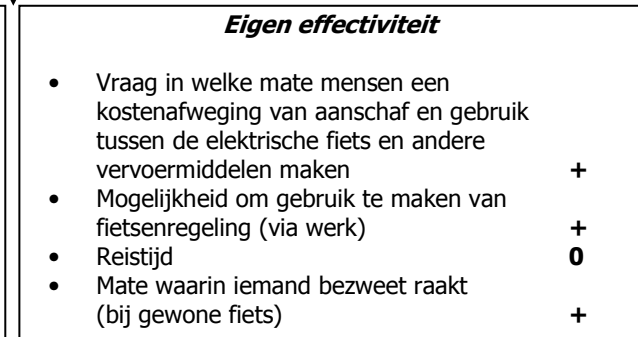 Eigen effectiviteit
• Vraag in welke mate mensen een
kostenafweging van aanschaf en gebruik
tussen de elektrische fiets en andere
vervoermiddelen maken +
• Mogelijkheid om gebruik te maken van
fietsenregeling (via werk) +
• Reistijd 0
• Mate waarin iemand bezweet raakt
(bij gewone fiets) +